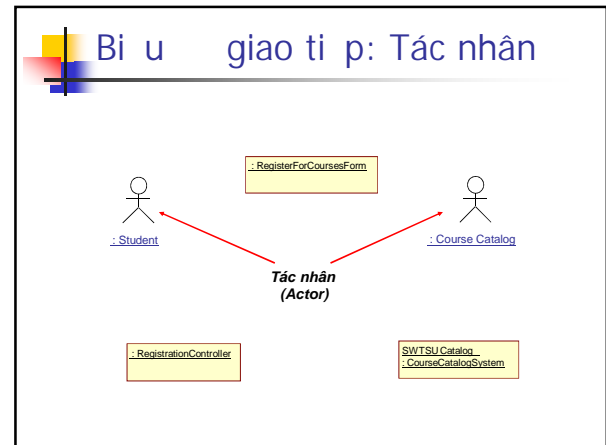 Bi u giao ti p: Tác nhân
: RegisterForCoursesForm
: Student
: Course Catalog
Tác nhân
(Actor)
: RegistrationController
SWTSU Catalog
: CourseCatalogSystem